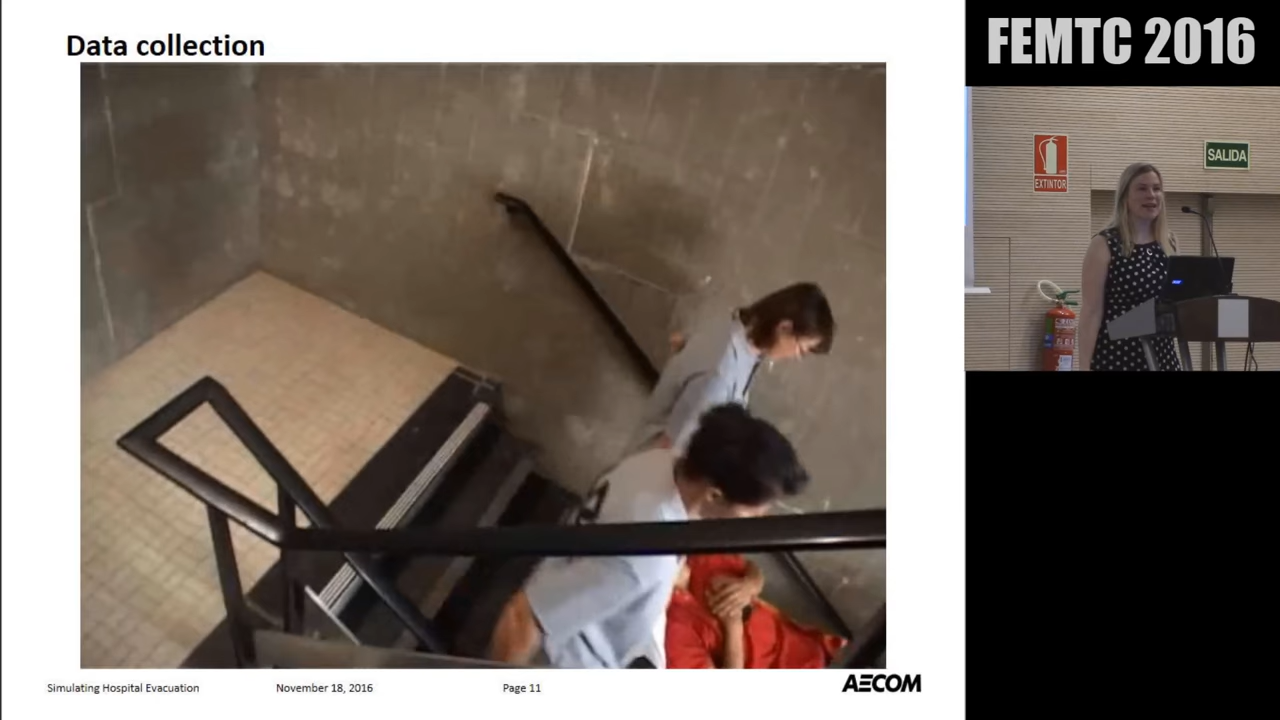 Data collection
FEMTC 2016
EXTINTOR
SALIDA
Simulating Hospital Evacuation
November 18, 2016
Page 11
AECOM